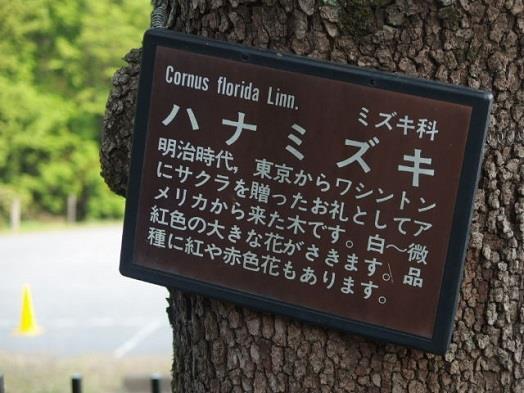 Cornus florida Linn.
ミズキ科
ハナミズキ
明治時代，東京からワシントン
にサクラを贈ったお礼としてア
メリカから来た木です。白〜微
紅色の大きな花がさきます。品
種に紅や赤色花もあります。